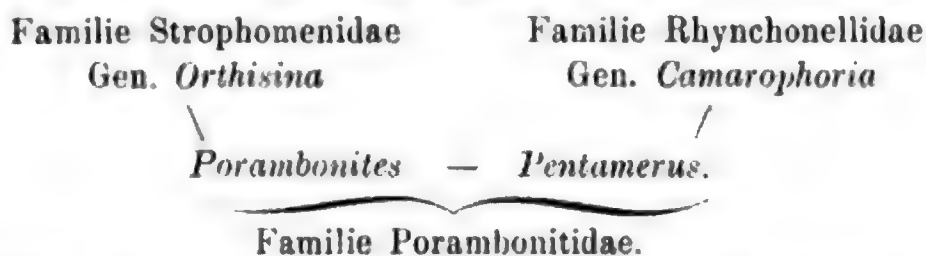 Familie Strophomenidae Familie Rhynchonellidae
Gen. Orthisina Gen. Camarophoria
Porambonites — Pentamerus.
Familie Porambonitidae.